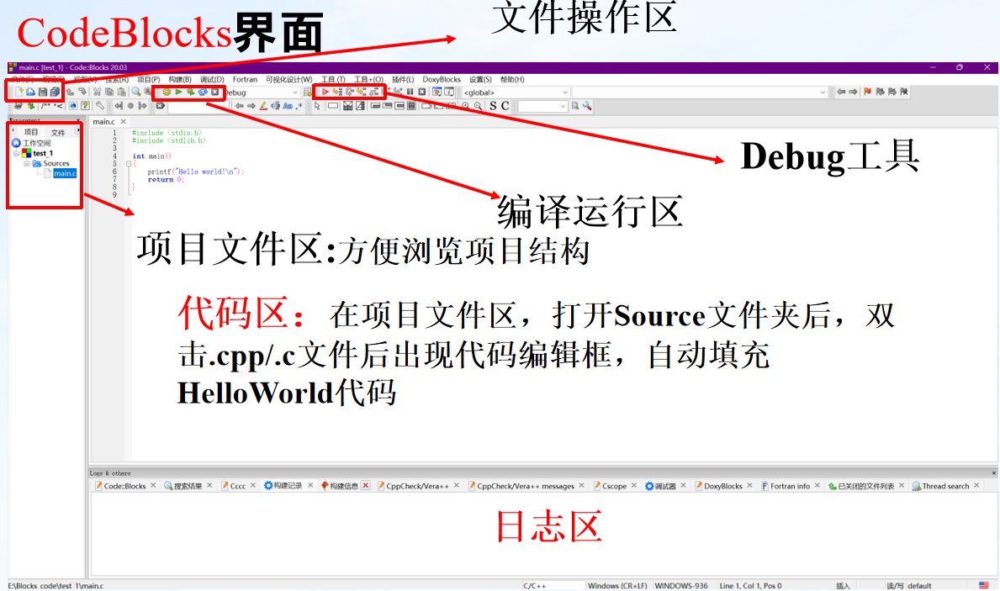 CodeBlocks界面
文件操作区
main.c [test_1] - Code::Blocks 20.03
搜索(R) 项目(P) 构建(B) 调试(D) Fortran 可视化设计(W) 工具(T) 工具+(O) 插件(L) DoxyBlocks 设置(S) 帮助(H)
Debug
<global>
S C
Management
项目 文件
工作空间
test_1
Sources
main.c
main.c
1 #include <stdio.h>
2 #include <stdlib.h>
3
4 int main()
5 {
6 printf("Hello world!\n");
7 return 0;
8 }
9
Debug工具
编译运行区
项目文件区:方便浏览项目结构
代码区：在项目文件区，打开Source文件夹后，双
击.cpp/.c文件后出现代码编辑框，自动填充
HelloWorld代码
Logs & others
Code::Blocks 搜索结果 Cccc 构建记录 构建信息 CppCheck/Vera++ CppCheck/Vera++ messages Cscope 调试器 DoxyBlocks Fortran info 已关闭的文件列表 Thread search
日志区
E:\Blocks_code\test_1\main.c C/C++ Windows (CR+LF) WINDOWS-936 Line 1, Col 1, Pos 0 插入 读/写 default